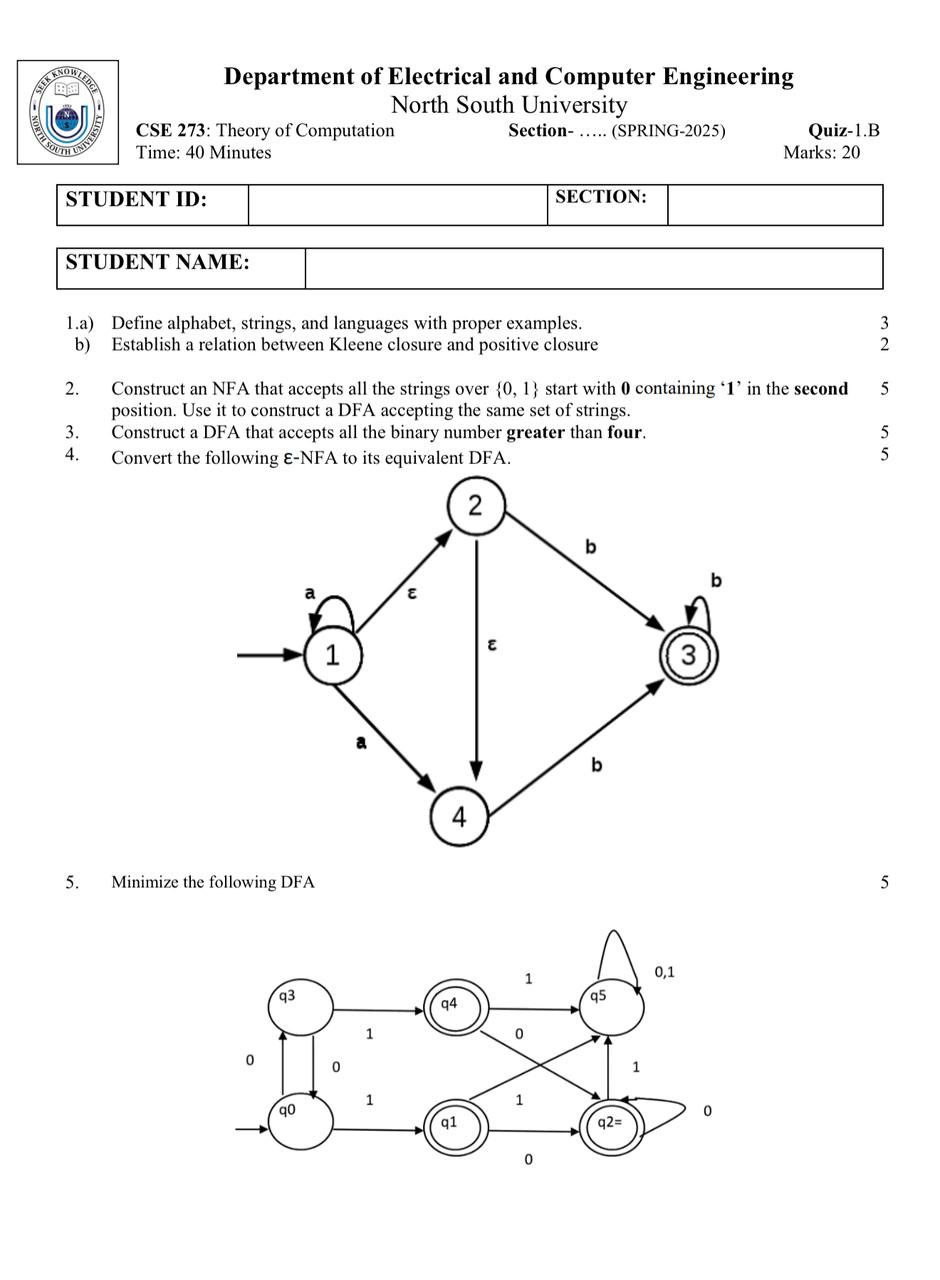 SEEK KNOWLEDGE
NORTH SOUTH UNIVERSITY
Department of Electrical and Computer Engineering
North South University
CSE 273: Theory of Computation Section- ….. (SPRING-2025) Quiz-1.B
Time: 40 Minutes Marks: 20
STUDENT ID: SECTION:
STUDENT NAME:
1.a) Define alphabet, strings, and languages with proper examples. 3
b) Establish a relation between Kleene closure and positive closure 2
2. Construct an NFA that accepts all the strings over {0, 1} start with 0 containing ‘1’ in the second 5
position. Use it to construct a DFA accepting the same set of strings.
3. Construct a DFA that accepts all the binary number greater than four. 5
4. Convert the following ε-NFA to its equivalent DFA. 5
2
b
b
a
ε
ε
1
3
a
b
4
5. Minimize the following DFA 5
1
0,1
q3
q4
q5
1
0
0
0
1
1
1
q0
q1
q2=
0
0